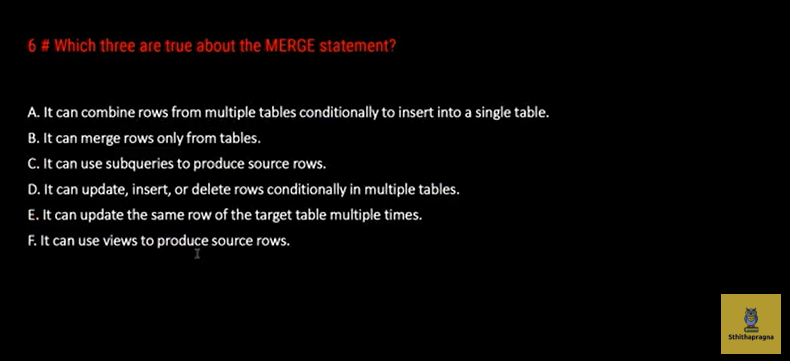 6 # Which three are true about the MERGE statement?
A. It can combine rows from multiple tables conditionally to insert into a single table.
B. It can merge rows only from tables.
C. It can use subqueries to produce source rows.
D. It can update, insert, or delete rows conditionally in multiple tables.
E. It can update the same row of the target table multiple times.
F. It can use views to produce source rows.
Sthithapragna